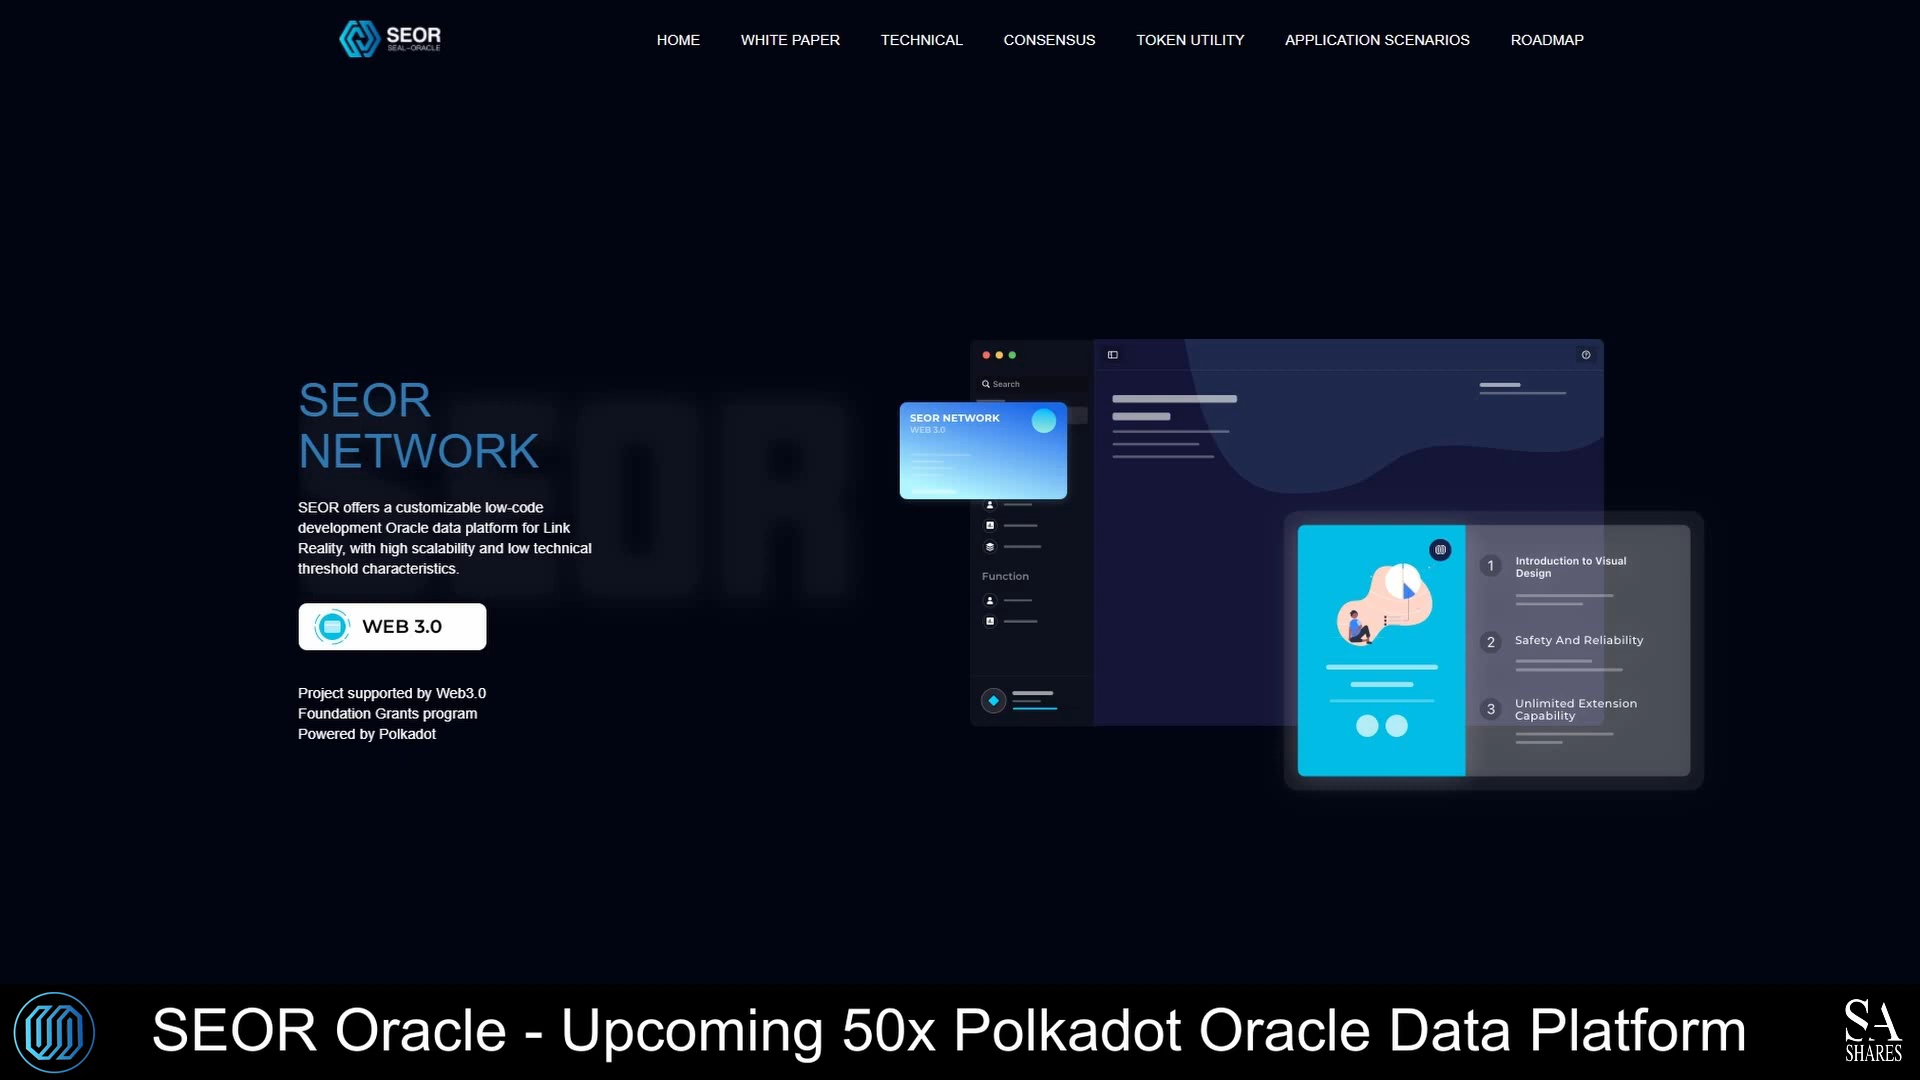 SEOR
SEAL-ORACLE
HOME
WHITE PAPER
TECHNICAL
CONSENSUS
TOKEN UTILITY
APPLICATION SCENARIOS
ROADMAP
SEOR
SEOR
NETWORK
SEOR offers a customizable low-code
development Oracle data platform for Link
Reality, with high scalability and low technical
threshold characteristics.
WEB 3.0
Project supported by Web3.0
Foundation Grants program
Powered by Polkadot
Search
SEOR NETWORK
WEB 3.0
Function
1
Introduction to Visual
Design
2
Safety And Reliability
3
Unlimited Extension
Capability
SEOR Oracle - Upcoming 50x Polkadot Oracle Data Platform
SA
SHARES